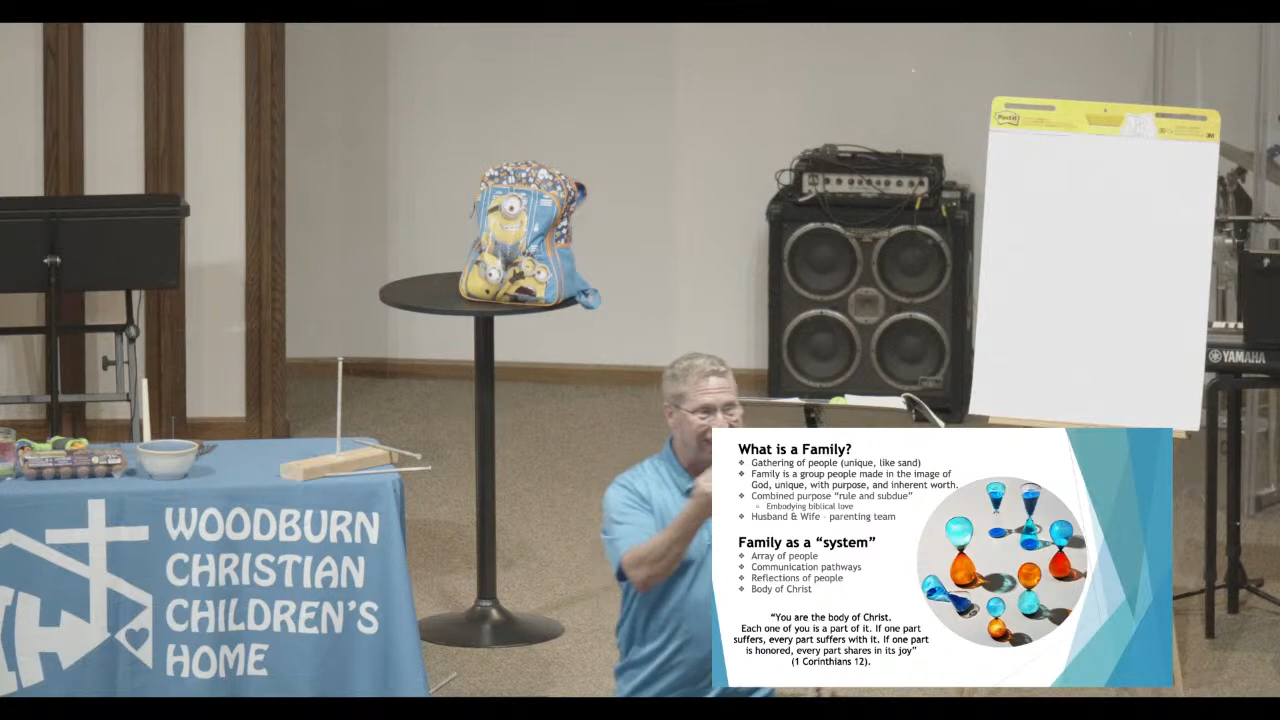 Post-it
3M
YAMAHA
WOODBURN
CHRISTIAN
CHILDREN'S
HOME
What is a Family?
❖ Gathering of people (unique, like sand)
❖ Family is a group people made in the image of
God, unique, with purpose, and inherent worth.
❖ Combined purpose “rule and subdue”
▫ Embodying biblical love
❖ Husband & Wife – parenting team
Family as a “system”
❖ Array of people
❖ Communication pathways
❖ Reflections of people
❖ Body of Christ
“You are the body of Christ.
Each one of you is a part of it. If one part
suffers, every part suffers with it. If one part
is honored, every part shares in its joy”
(1 Corinthians 12).